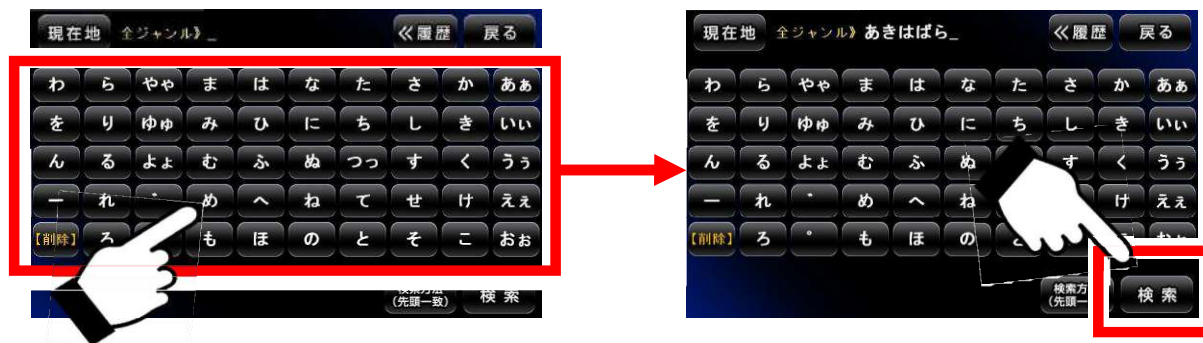 現在地 全ジャンル》_ 《履歴 戻る
わ ら やゃ ま は な た さ か あぁ
を り ゆゅ み ひ に ち し き いぃ
ん る よょ む ふ ぬ つっ す く うぅ
ー れ ゛ め へ ね て せ け えぇ
【削除】 ろ も ほ の と そ こ おぉ
検索方法
(先頭一致) 検索
現在地 全ジャンル》あきはばら_ 《履歴 戻る
わ ら やゃ ま は な た さ か あぁ
を り ゆゅ み ひ に ち し き いぃ
ん る よょ む ふ ぬ す く うぅ
ー れ ゛ め へ ね け えぇ
【削除】 ろ ゜ も ほ の
検索方
(先頭一 検索